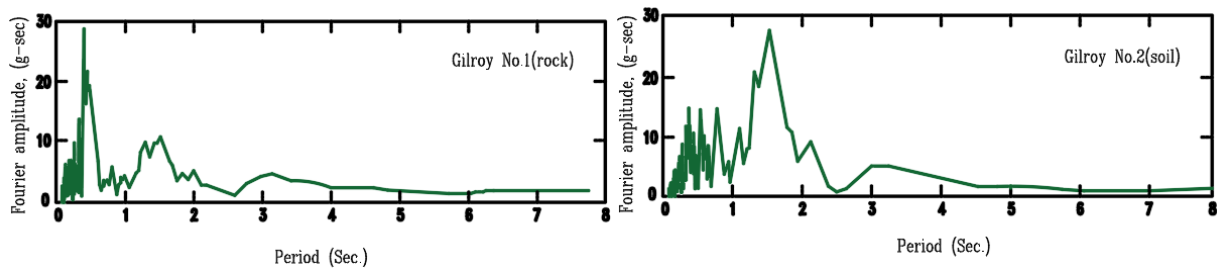 30
20
10
0
Fourier amplitude, (g-sec)
Gilroy No.1(rock)
0 1 2 3 4 5 6 7 8
Period (Sec.)
30
20
10
0
Fourier amplitude, (g-sec)
Gilroy No.2(soil)
0 1 2 3 4 5 6 7 8
Period (Sec.)